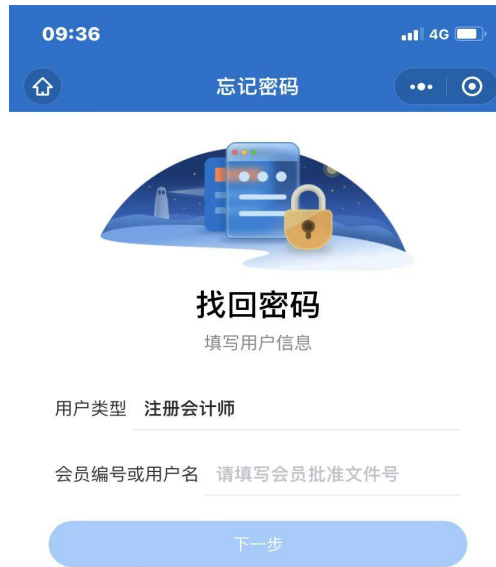 09:36
4G
忘记密码
找回密码
填写用户信息
用户类型 注册会计师
会员编号或用户名 请填写会员批准文件号
下一步